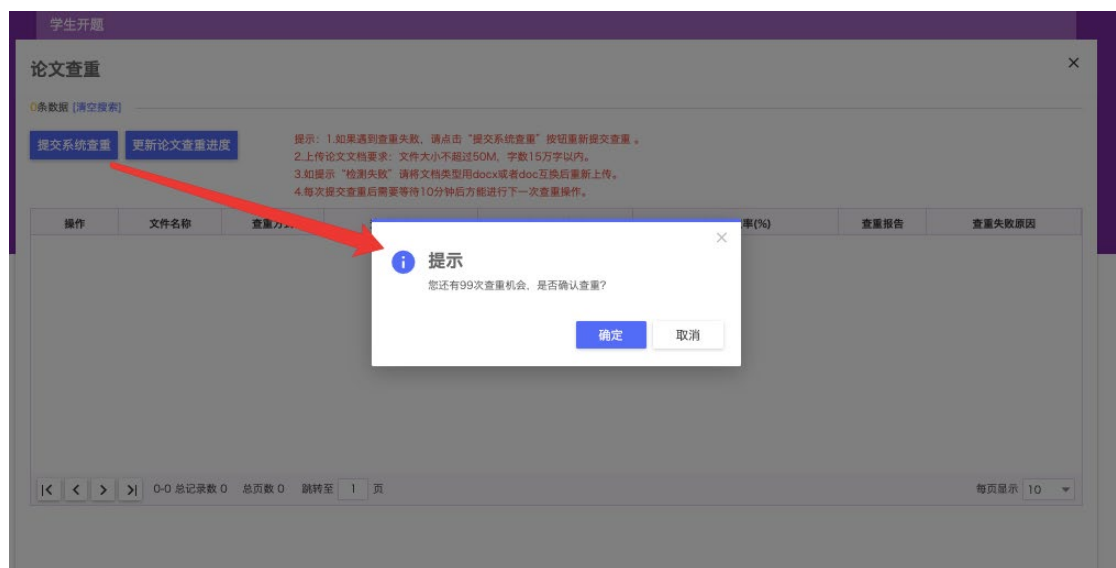 学生开题
论文查重
0条数据 [清空搜索]
提交系统查重 更新论文查重进度
提示：1.如果遇到查重失败，请点击“提交系统查重”按钮重新提交查重 。
2.上传论文文档要求：文件大小不超过50M，字数15万字以内。
3.如提示“检测失败”请将文档类型用docx或者doc互换后重新上传。
4.每次提交查重后需要等待10分钟后方能进行下一次查重操作。
操作 文件名称 查重方式 率(%) 查重报告 查重失败原因
提示
您还有99次查重机会，是否确认查重？
确定 取消
0-0 总记录数 0 总页数 0 跳转至 1 页 每页显示 10